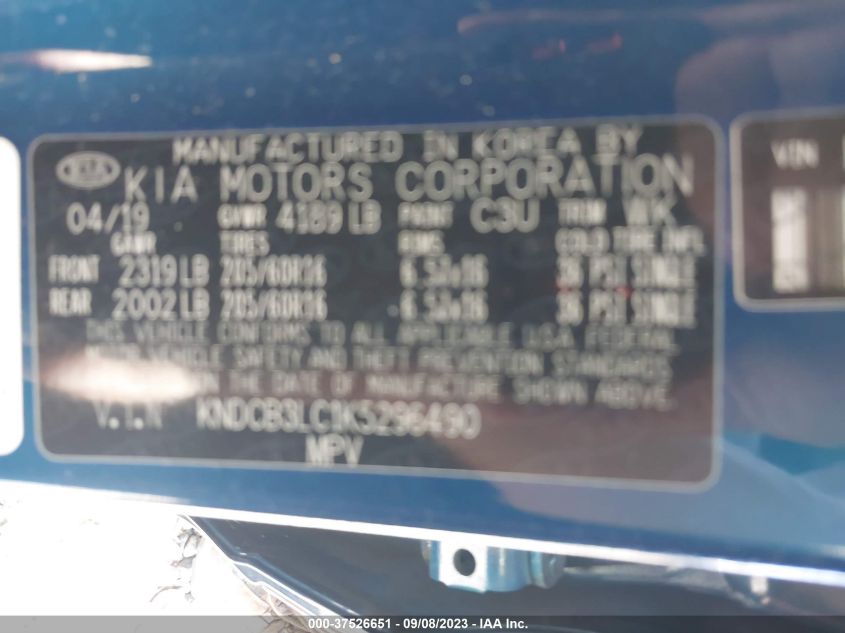 MANUFACTURED IN KOREA BY
KIA KIA MOTORS CORPORATION
04/19 GVWR 4189 LB PAINT C3U TRIM WK
GAWR TIRES RIMS COLD TIRE INFL
FRONT 2319 LB 205/60R16 6.5Jx16 36 PSI SINGLE
REAR 2002 LB 205/60R16 6.5Jx16 36 PSI SINGLE
THIS VEHICLE CONFORMS TO ALL APPLICABLE U.S.A FEDERAL
MOTOR VEHICLE SAFETY AND THEFT PREVENTION STANDARDS
IN EFFECT ON THE DATE OF MANUFACTURE SHOWN ABOVE.
V.I.N KNDCB3LC1K5296490
MPV
VIN
000-37526651 - 09/08/2023 - IAA Inc.